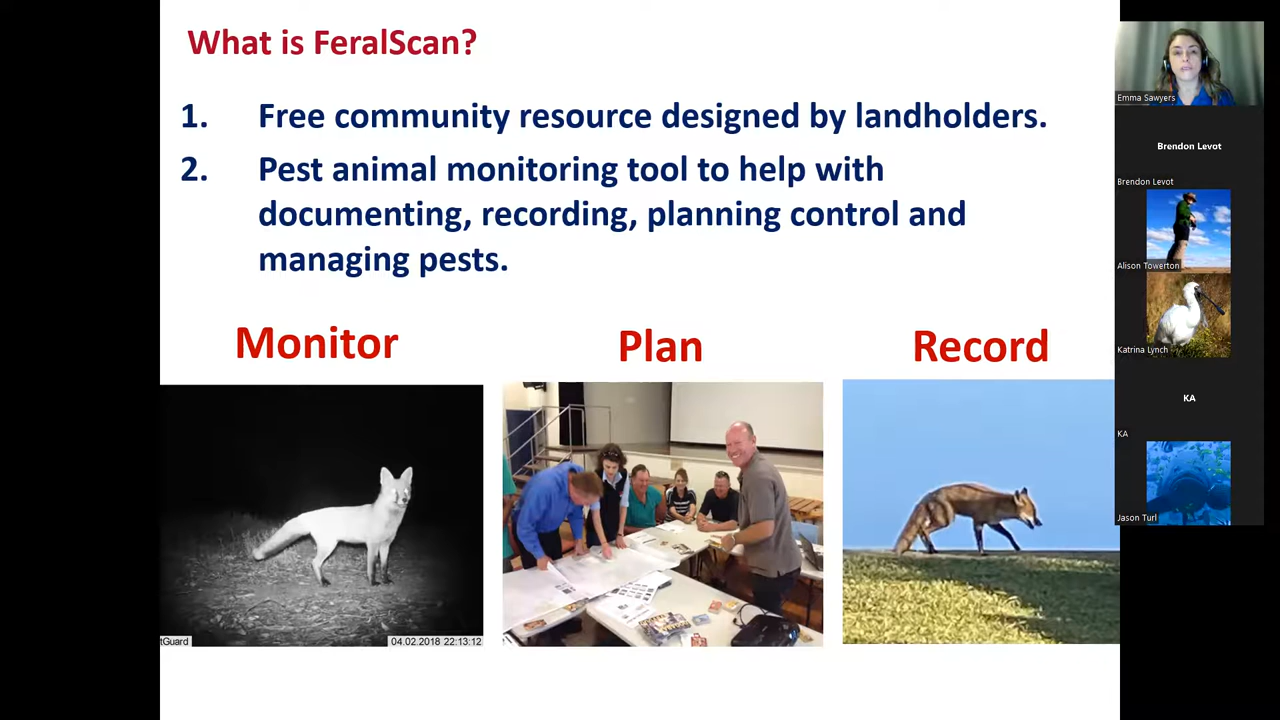 What is FeralScan?
1. Free community resource designed by landholders.
2. Pest animal monitoring tool to help with
documenting, recording, planning control and
managing pests.
Monitor
Plan
Record
tGuard
04.02.2018 22:13:12
Emma Sawyers
Brendon Levot
Brendon Levot
Alison Towerton
Katrina Lynch
KA
KA
Jason Turl